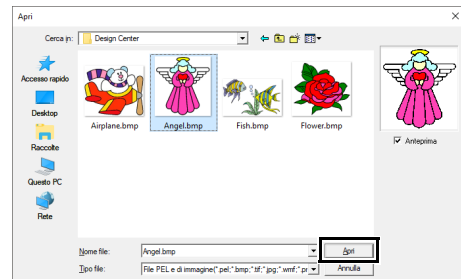 Apri
Cerca in: Design Center
Accesso rapido
Desktop
Raccolte
Questo PC
Rete
Airplane.bmp Angel.bmp Fish.bmp Flower.bmp
Anteprima
Nome file: Angel.bmp Apri
Tipo file: File PEL e di immagine(*.pel;*.bmp;*.tif;*.jpg;*.wmf;*.pr Annulla